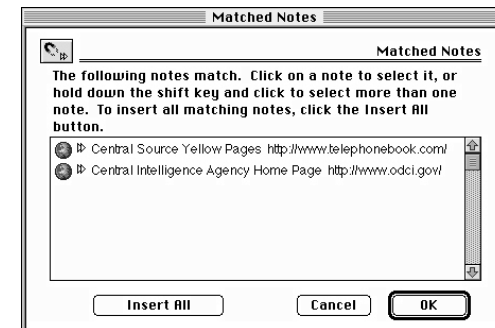 Matched Notes
Matched Notes
The following notes match. Click on a note to select it, or
hold down the shift key and click to select more than one
note. To insert all matching notes, click the Insert All
button.
Central Source Yellow Pages http://www.telephonebook.com/
Central Intelligence Agency Home Page http://www.odci.gov/
Insert All Cancel OK